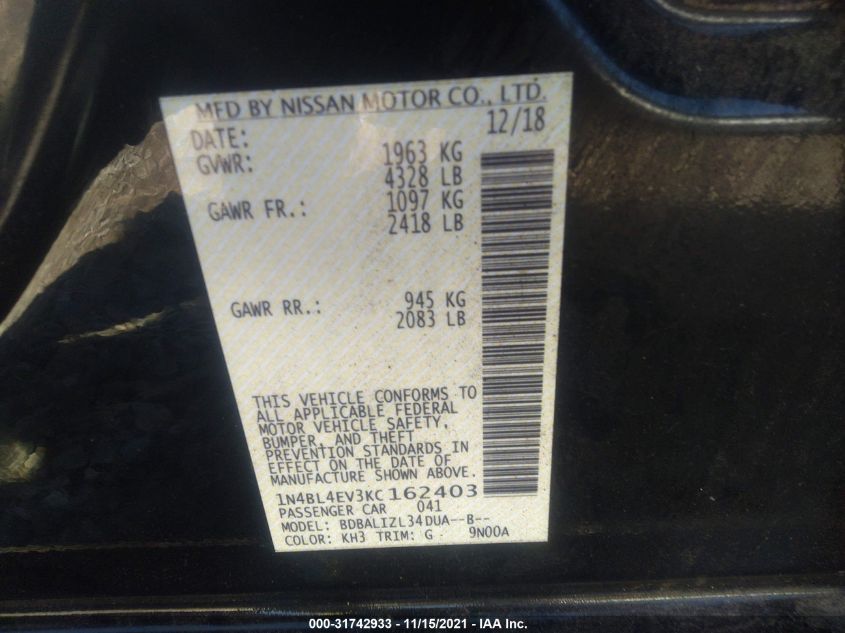 MFD BY NISSAN MOTOR CO., LTD.
DATE: 12/18
GVWR: 1963 KG
4328 LB
GAWR FR.: 1097 KG
2418 LB
GAWR RR.: 945 KG
2083 LB
THIS VEHICLE CONFORMS TO
ALL APPLICABLE FEDERAL
MOTOR VEHICLE SAFETY,
BUMPER, AND THEFT
PREVENTION STANDARDS IN
EFFECT ON THE DATE OF
MANUFACTURE SHOWN ABOVE.
1N4BL4EV3KC162403
PASSENGER CAR 041
MODEL: BDBALIZL34DUA--B--
COLOR: KH3 TRIM: G 9N00A
000-31742933 - 11/15/2021 - IAA Inc.